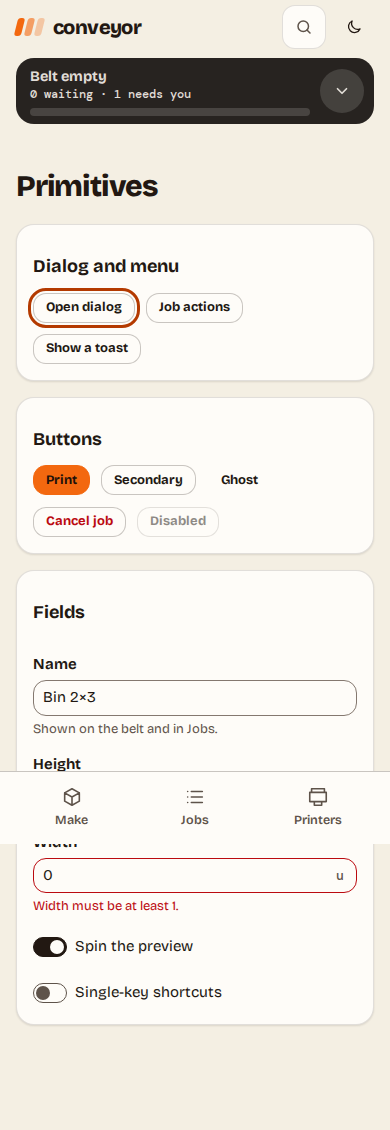 conveyor
Belt empty
0 waiting · 1 needs you
Primitives
Dialog and menu
Open dialog
Job actions
Show a toast
Buttons
Print
Secondary
Ghost
Cancel job
Disabled
Fields
Name
Bin 2×3
Shown on the belt and in Jobs.
Height
Make
Jobs
Printers
Width
0
u
Width must be at least 1.
Spin the preview
Single-key shortcuts